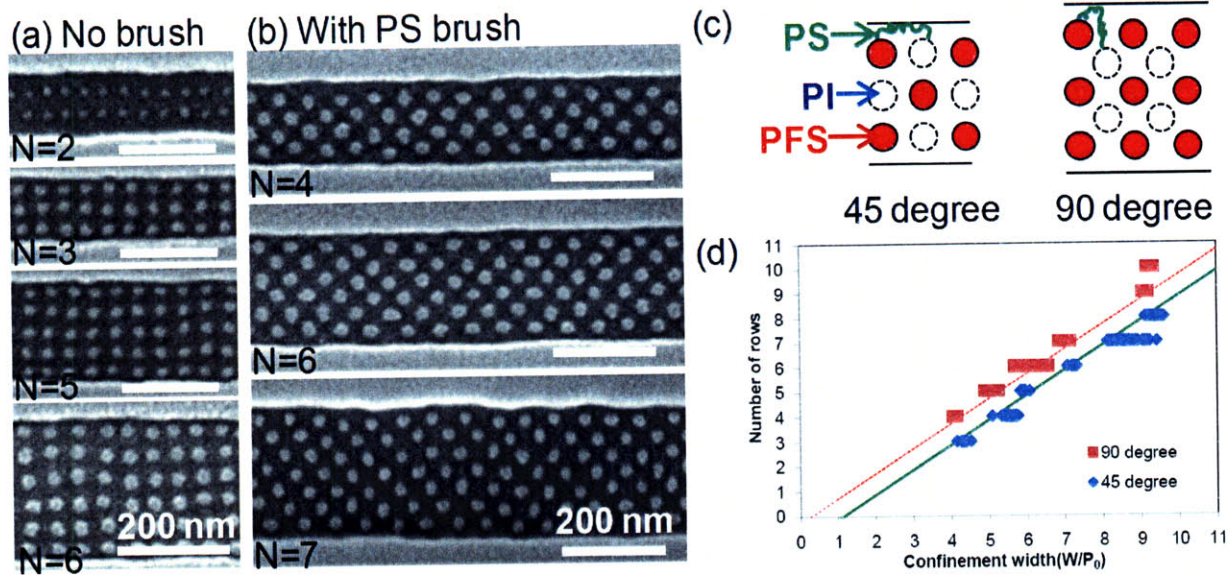 (a) No brush
N=2
N=3
N=5
200 nm
N=6
(b) With PS brush
N=4
N=6
200 nm
N=7
(c)
PS
PI
PFS
45 degree
90 degree
(d)
Number of rows
11
10
9
8
7
6
5
4
3
2
1
0
90 degree
45 degree
0 1 2 3 4 5 6 7 8 9 10 11
Confinement width(W/P₀)